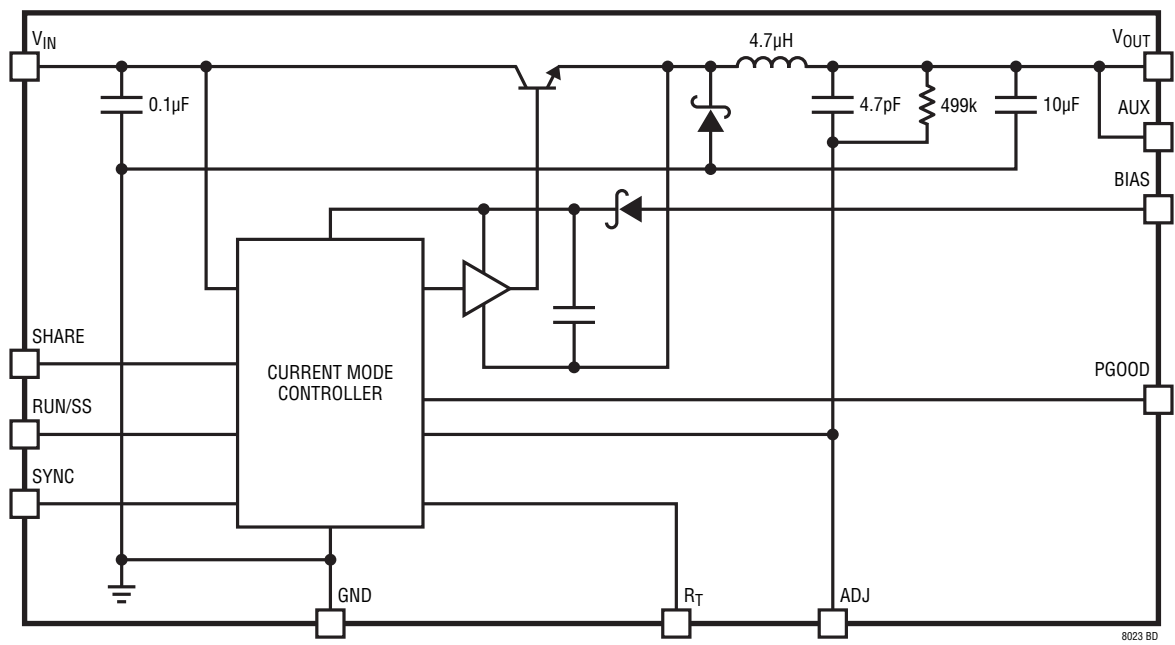 VIN
4.7µH
VOUT
0.1µF
4.7pF
499k
10µF
AUX
BIAS
SHARE
CURRENT MODE
CONTROLLER
PGOOD
RUN/SS
SYNC
GND
RT
ADJ
8023 BD